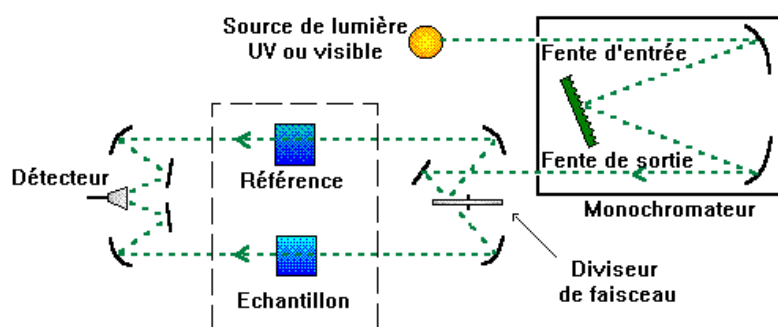 Source de lumière
UV ou visible
Fente d'entrée
Fente de sortie
Monochromateur
Détecteur
Référence
Echantillon
Diviseur
de faisceau